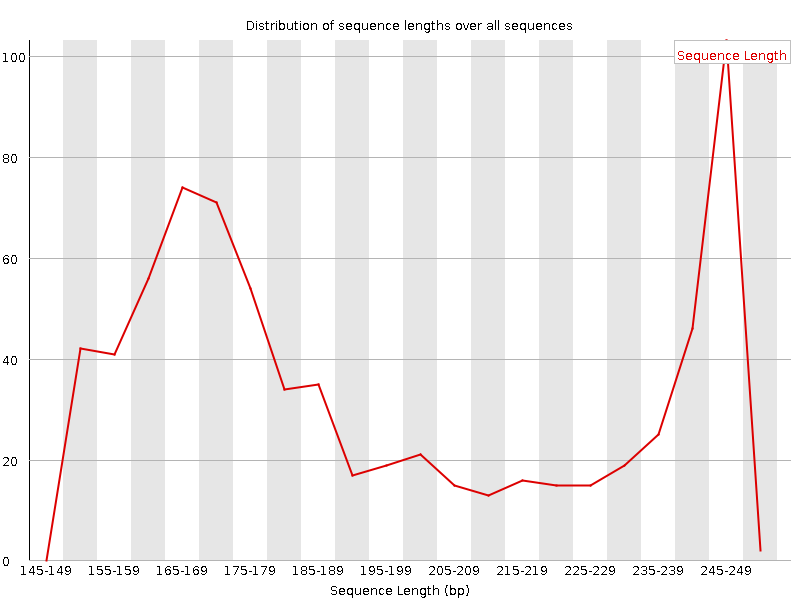 Distribution of sequence lengths over all sequences
Sequence Length
100
80
60
40
20
0
145-149 155-159 165-169 175-179 185-189 195-199 205-209 215-219 225-229 235-239 245-249
Sequence Length (bp)